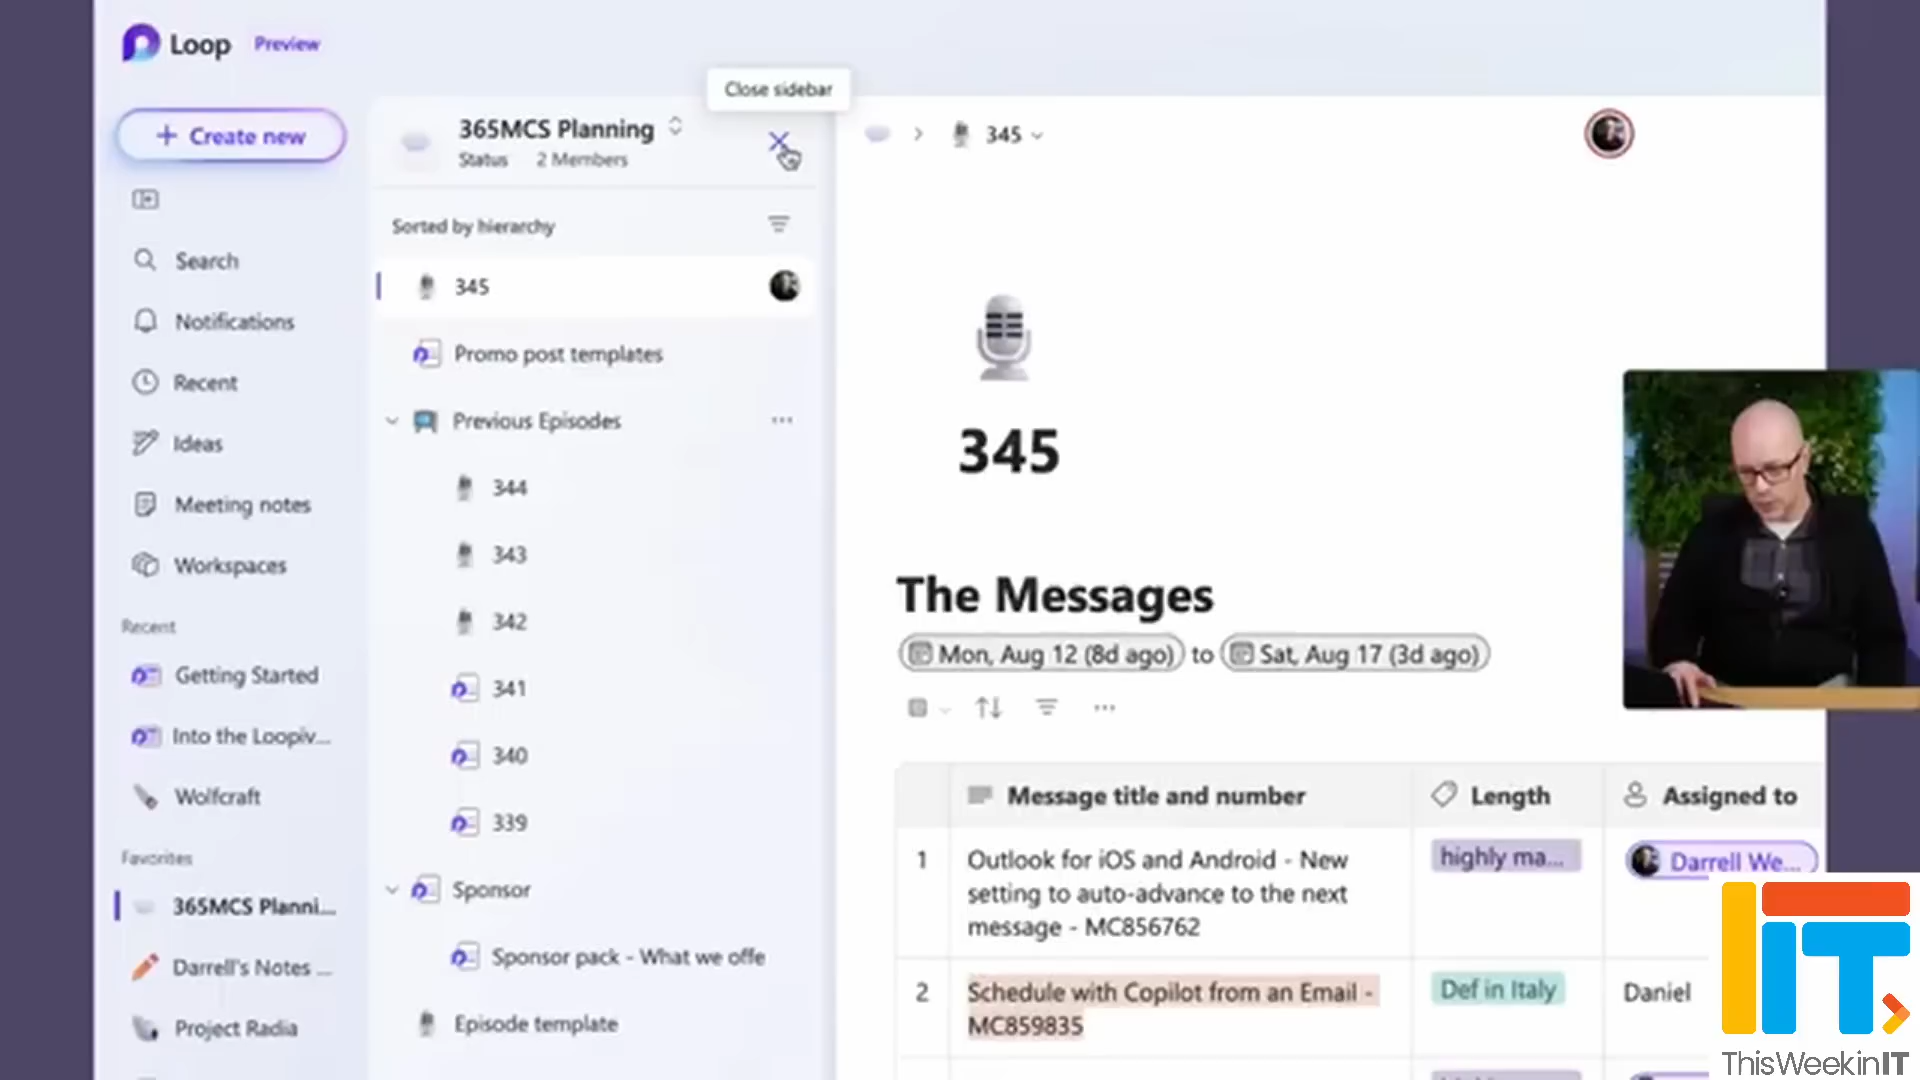 Loop Preview
Close sidebar
+ Create new
365MCS Planning
Status 2 Members
345
Sorted by hierarchy
Search
345
Notifications
Promo post templates
Recent
Previous Episodes
Ideas
345
344
Meeting notes
343
Workspaces
The Messages
342
Recent
Mon, Aug 12 (8d ago) to Sat, Aug 17 (3d ago)
Getting Started
341
Into the Loopiv...
340
Wolfcraft
339
Message title and number Length Assigned to
Favorites
1 Outlook for iOS and Android - New highly ma... Darrell We...
setting to auto-advance to the next
message - MC856762
Sponsor
365MCS Planni...
Sponsor pack - What we offe
Darrell's Notes ...
2 Schedule with Copilot from an Email - Def in Italy Daniel
MC859835
Episode template
Project Radia
IT
ThisWeekinIT